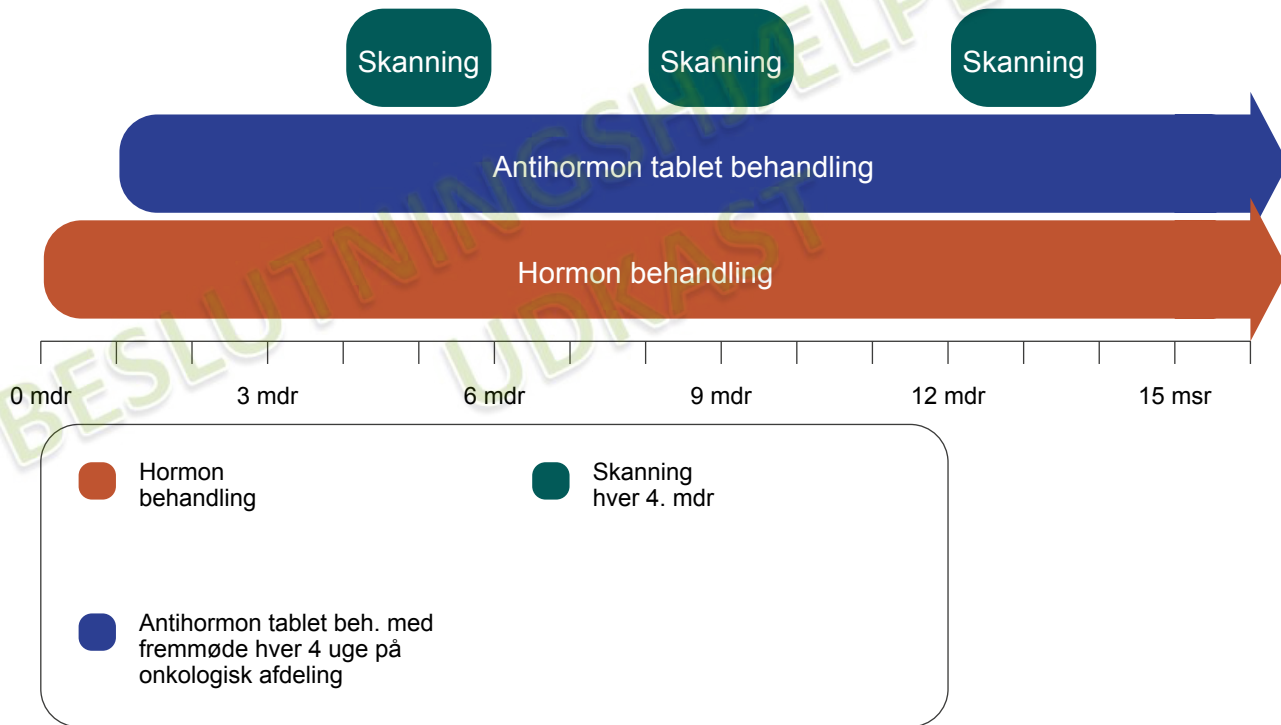 Skanning
Skanning
Skanning
Antihormon tablet behandling
Hormon behandling
0 mdr
3 mdr
6 mdr
9 mdr
12 mdr
15 msr
Hormon
behandling
Skanning
hver 4. mdr
Antihormon tablet beh. med
fremmøde hver 4 uge på
onkologisk afdeling
BESLUTNINGSHJÆLPE
UDKAST